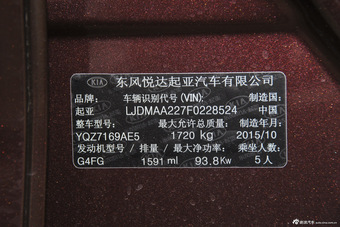 KIA 东风悦达起亚汽车有限公司
品牌: 车辆识别代号(VIN): 制造国:
起亚 LJDMAA227F0228524 中国
整车型号: 最大允许总质量: 制造年月:
YQZ7169AE5 1720 kg 2015/10
发动机型号 / 排量 / 最大净功率: 乘坐人数:
G4FG 1591 ml 93.8 Kw 5人